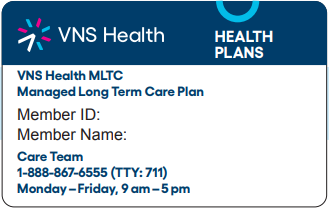 VNS Health
HEALTH
PLANS
VNS Health MLTC
Managed Long Term Care Plan
Member ID:
Member Name:
Care Team
1-888-867-6555 (TTY: 711)
Monday – Friday, 9 am – 5 pm